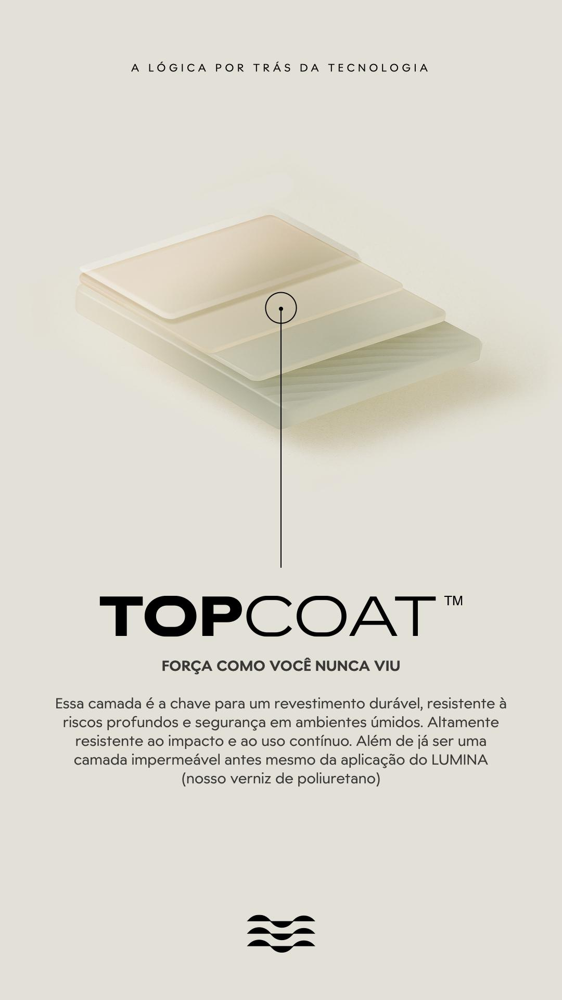 A LÓGICA POR TRÁS DA TECNOLOGIA
TOPCOAT ™
FORÇA COMO VOCÊ NUNCA VIU
Essa camada é a chave para um revestimento durável, resistente à
riscos profundos e segurança em ambientes úmidos. Altamente
resistente ao impacto e ao uso contínuo. Além de já ser uma
camada impermeável antes mesmo da aplicação do LUMINA
(nosso verniz de poliuretano)